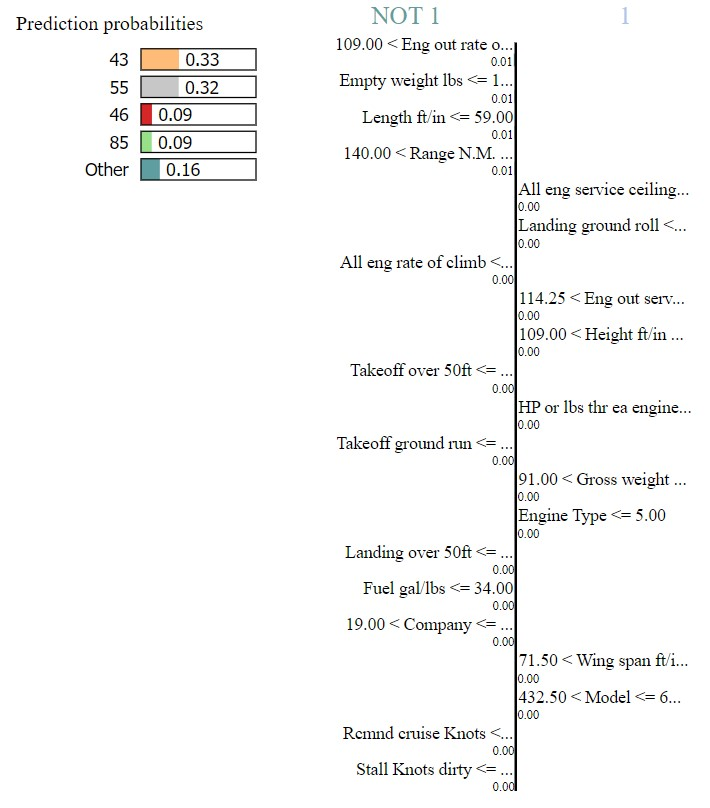 Prediction probabilities
43 0.33
55 0.32
46 0.09
85 0.09
Other 0.16
NOT 1 1
109.00 < Eng out rate o...
0.01
Empty weight lbs <= 1...
0.01
Length ft/in <= 59.00
0.01
140.00 < Range N.M. ...
0.01
All eng service ceiling...
0.00
Landing ground roll <...
0.00
All eng rate of climb <...
0.00
114.25 < Eng out serv...
0.00
109.00 < Height ft/in ...
0.00
Takeoff over 50ft <= ...
0.00
HP or lbs thr ea engine...
0.00
Takeoff ground run <= ...
0.00
91.00 < Gross weight ...
0.00
Engine Type <= 5.00
0.00
Landing over 50ft <= ...
0.00
Fuel gal/lbs <= 34.00
0.00
19.00 < Company <= ...
0.00
71.50 < Wing span ft/i...
0.00
432.50 < Model <= 6...
0.00
Rcmnd cruise Knots <...
0.00
Stall Knots dirty <= ...
0.00